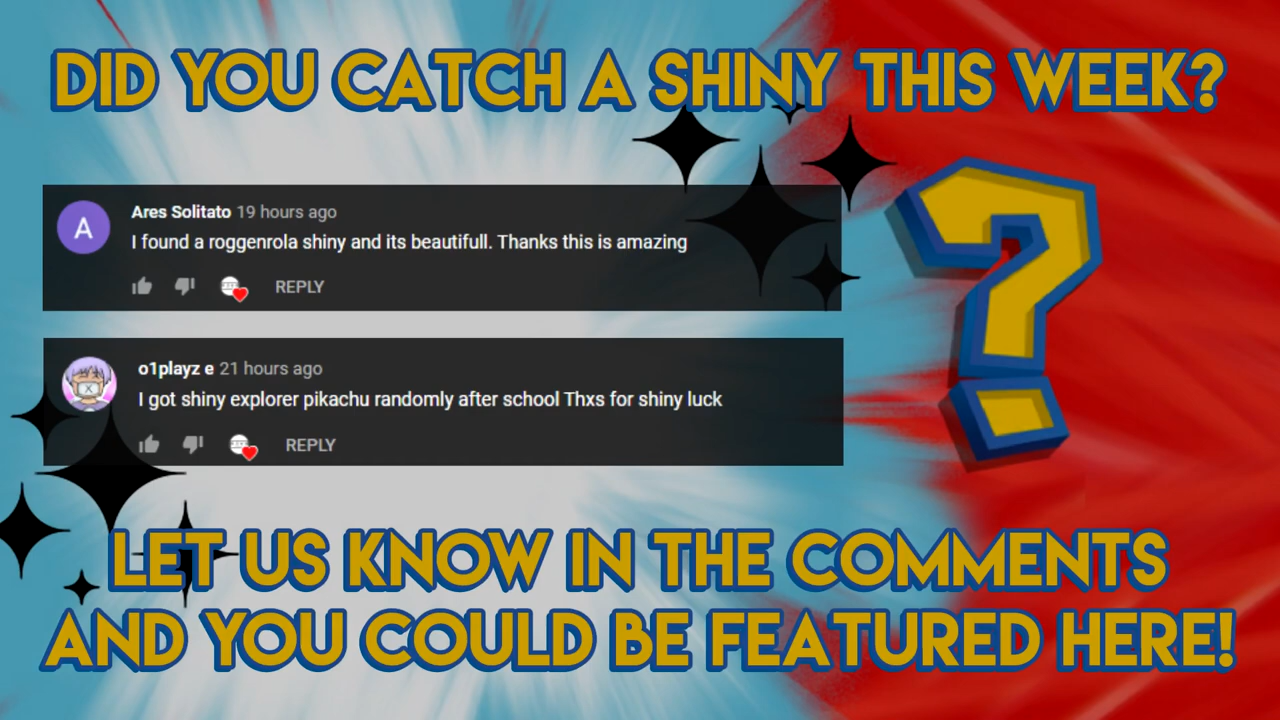 DID YOU CATCH A SHINY THIS WEEK?
A
Ares Solitato 19 hours ago
I found a roggenrola shiny and its beautifull. Thanks this is amazing
REPLY
?
o1playz e 21 hours ago
I got shiny explorer pikachu randomly after school Thxs for shiny luck
REPLY
LET US KNOW IN THE COMMENTS
AND YOU COULD BE FEATURED HERE!